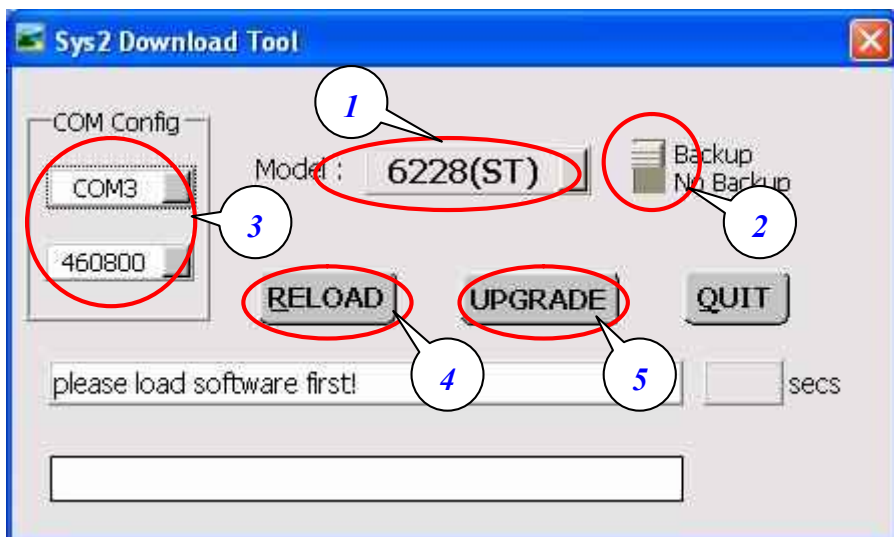 Sys2 Download Tool
1
COM Config
Model :
6228(ST)
Backup
No Backup
COM3
3
2
460800
RELOAD
UPGRADE
QUIT
4
5
please load software first!
secs